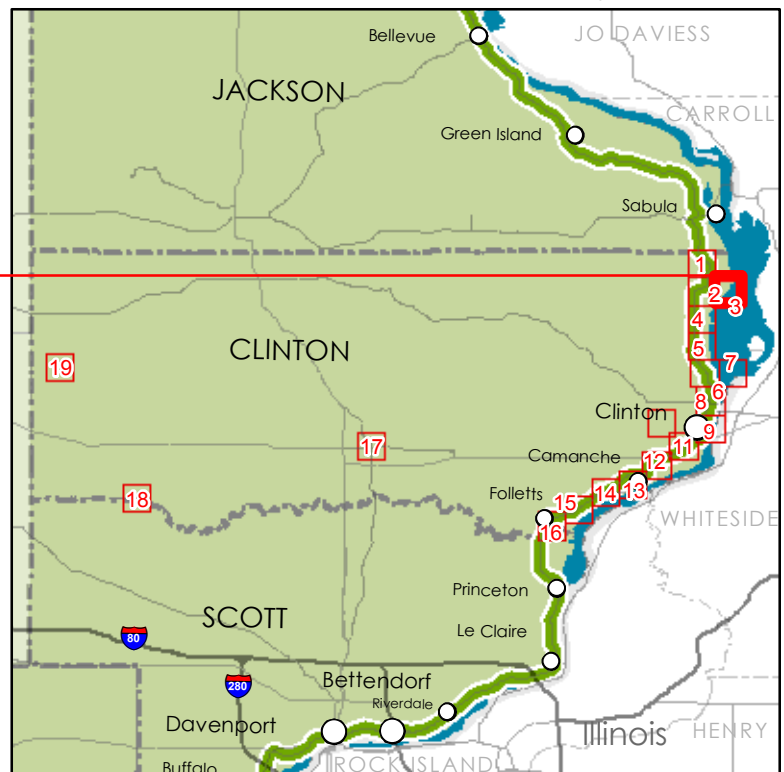 Bellevue
JO DAVIESS
JACKSON
CARROLL
Green Island
Sabula
1
2
3
4
CLINTON
5
19
7
6
8
Clinton
9
17
11
Camanche
12
18
Folletts
14
13
15
WHITESIDE
16
Princeton
SCOTT
Le Claire
80
Bettendorf
280
Riverdale
Davenport
Illinois
HENRY
Buffalo
ROCK ISLAND